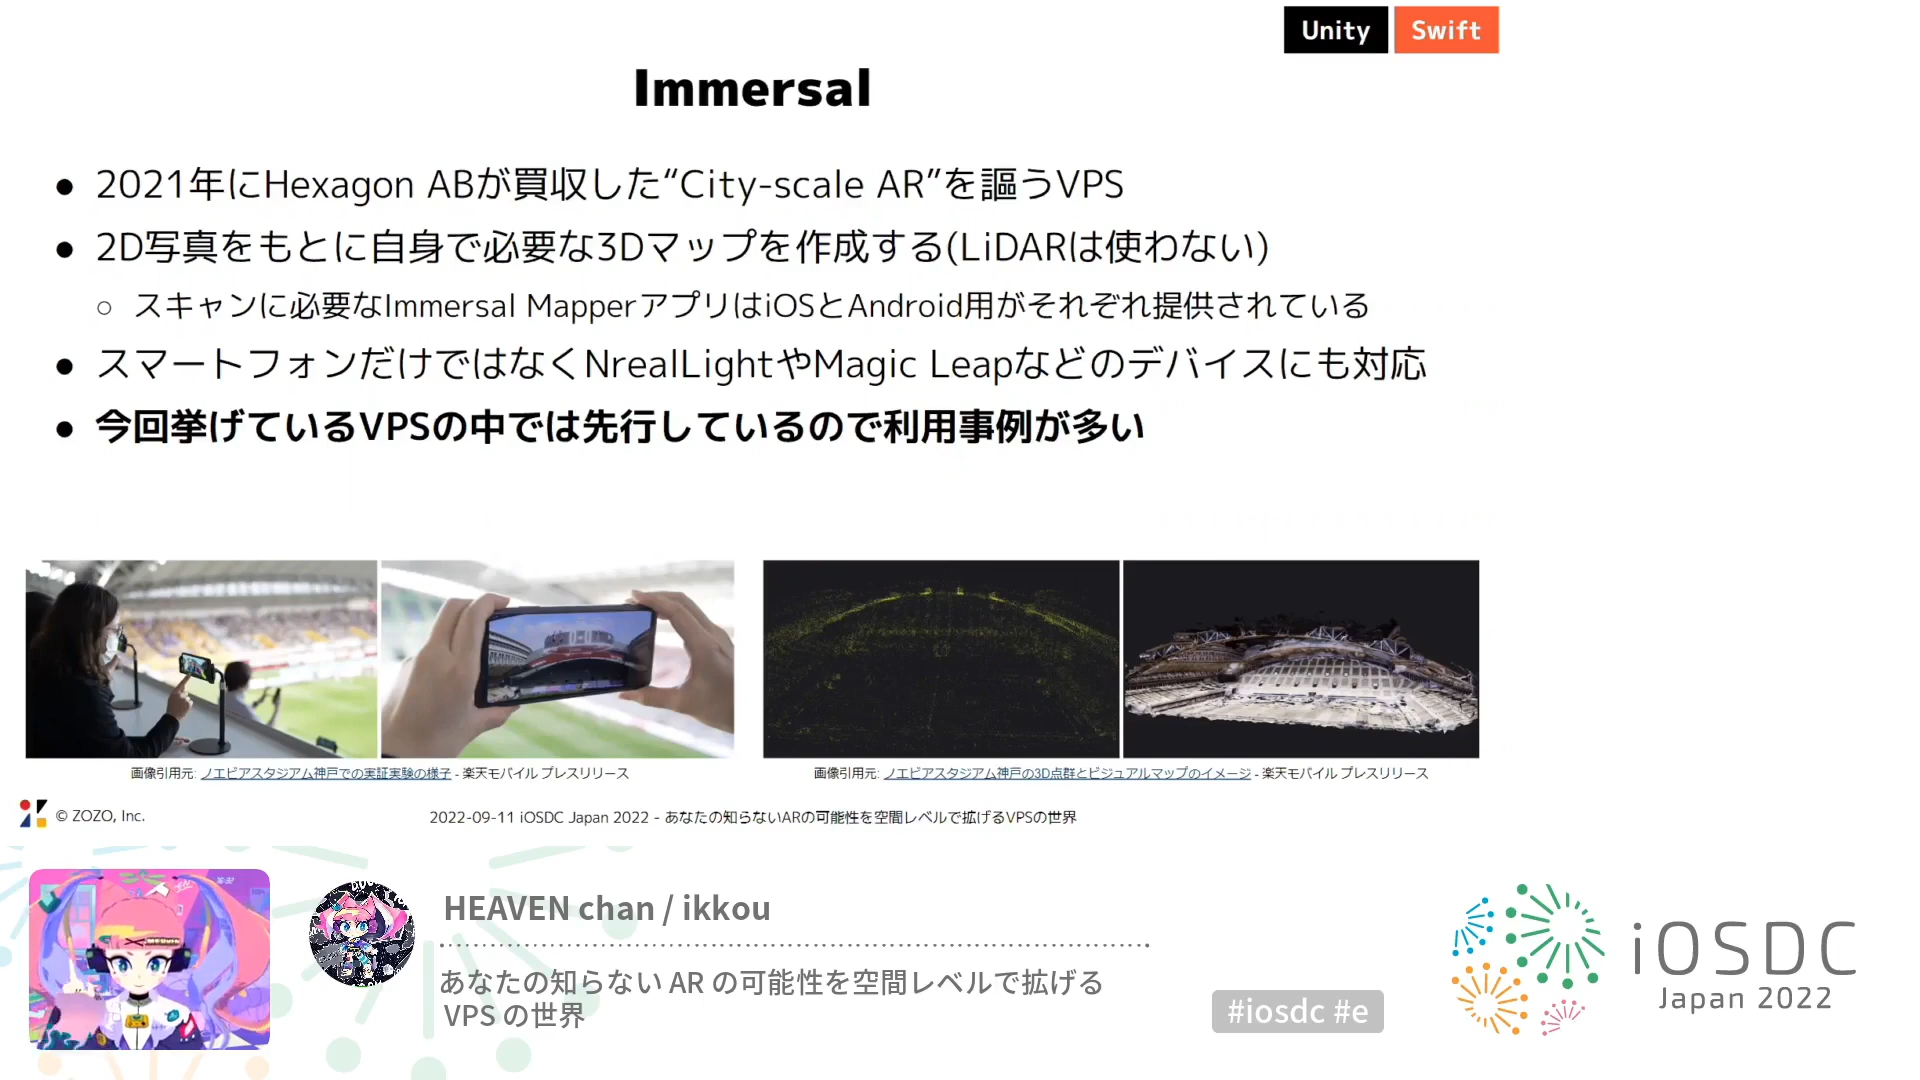 Unity Swift
Immersal
● 2021年にHexagon ABが買収した“City-scale AR”を謳うVPS
● 2D写真をもとに自身で必要な3Dマップを作成する(LiDARは使わない)
○ スキャンに必要なImmersal MapperアプリはiOSとAndroid用がそれぞれ提供されている
● スマートフォンだけではなくNrealLightやMagic Leapなどのデバイスにも対応
● 今回挙げているVPSの中では先行しているので利用事例が多い
画像引用元: ノエビアスタジアム神戸での実証実験の様子 - 楽天モバイル プレスリリース
画像引用元: ノエビアスタジアム神戸の3D点群とビジュアルマップのイメージ - 楽天モバイル プレスリリース
© ZOZO, Inc.
2022-09-11 iOSDC Japan 2022 - あなたの知らないARの可能性を空間レベルで拡げるVPSの世界
HEAVEN chan / ikkou
あなたの知らない AR の可能性を空間レベルで拡げる
VPS の世界
#iosdc #e
iOSDC
Japan 2022